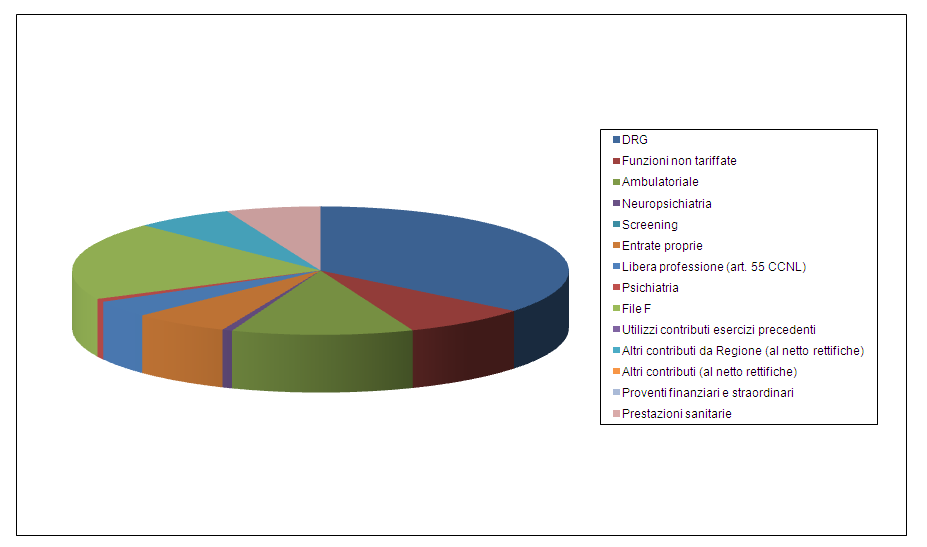 DRG
Funzioni non tariffate
Ambulatoriale
Neuropsichiatria
Screening
Entrate proprie
Libera professione (art. 55 CCNL)
Psichiatria
File F
Utilizzi contributi esercizi precedenti
Altri contributi da Regione (al netto rettifiche)
Altri contributi (al netto rettifiche)
Proventi finanziari e straordinari
Prestazioni sanitarie